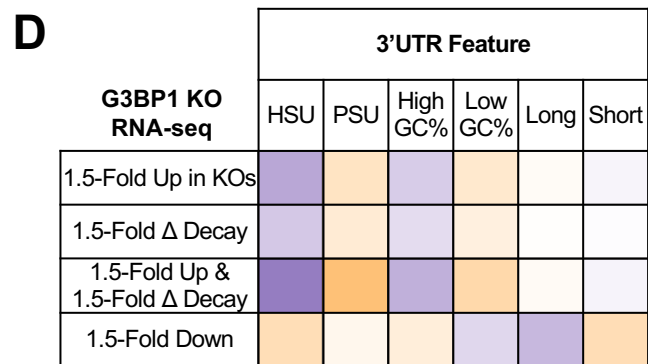 D
3’UTR Feature
G3BP1 KO
RNA-seq
HSU
PSU
High
GC%
Low
GC%
Long
Short
1.5-Fold Up in KOs
1.5-Fold Δ Decay
1.5-Fold Up &
1.5-Fold Δ Decay
1.5-Fold Down